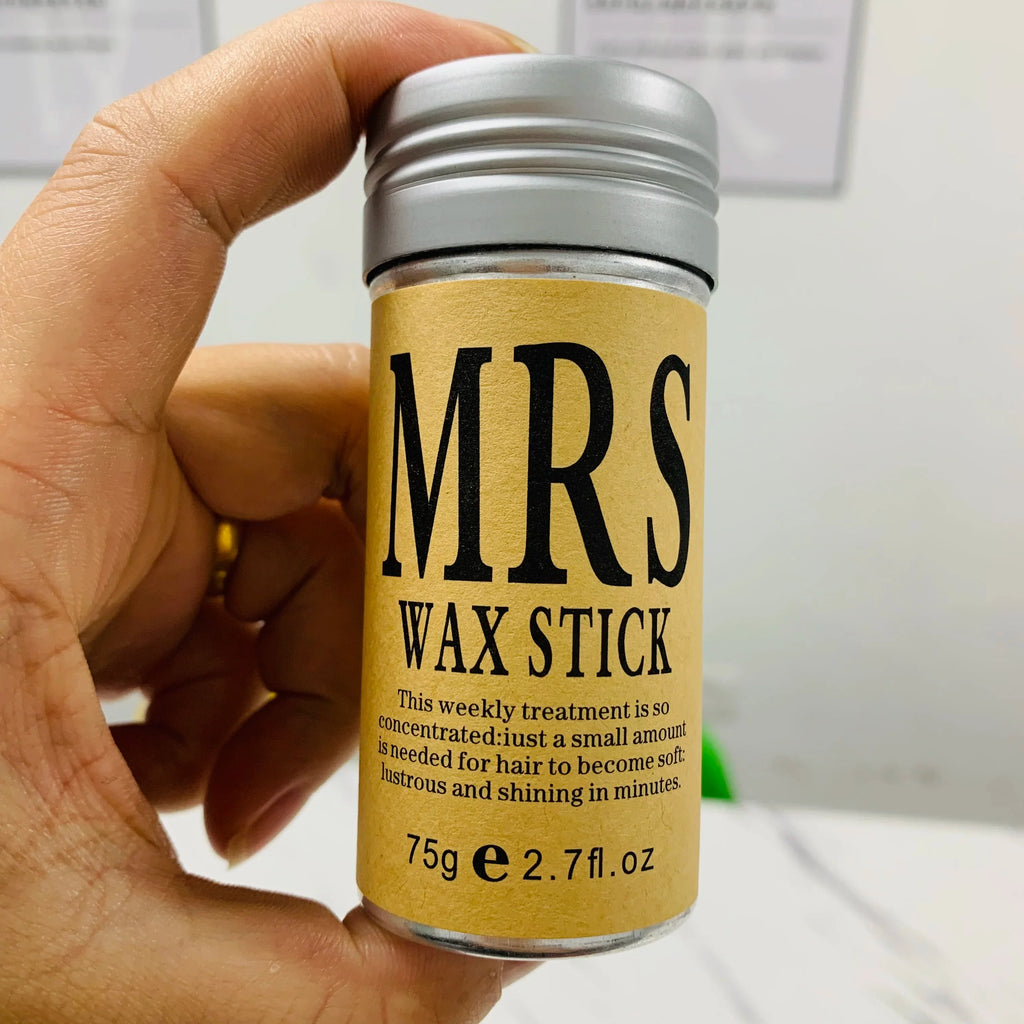 MRS
WAX STICK
This weekly treatment is so
concentrated:iust a small amount
is needed for hair to become soft:
lustrous and shining in minutes.
75g e 2.7fl.oz